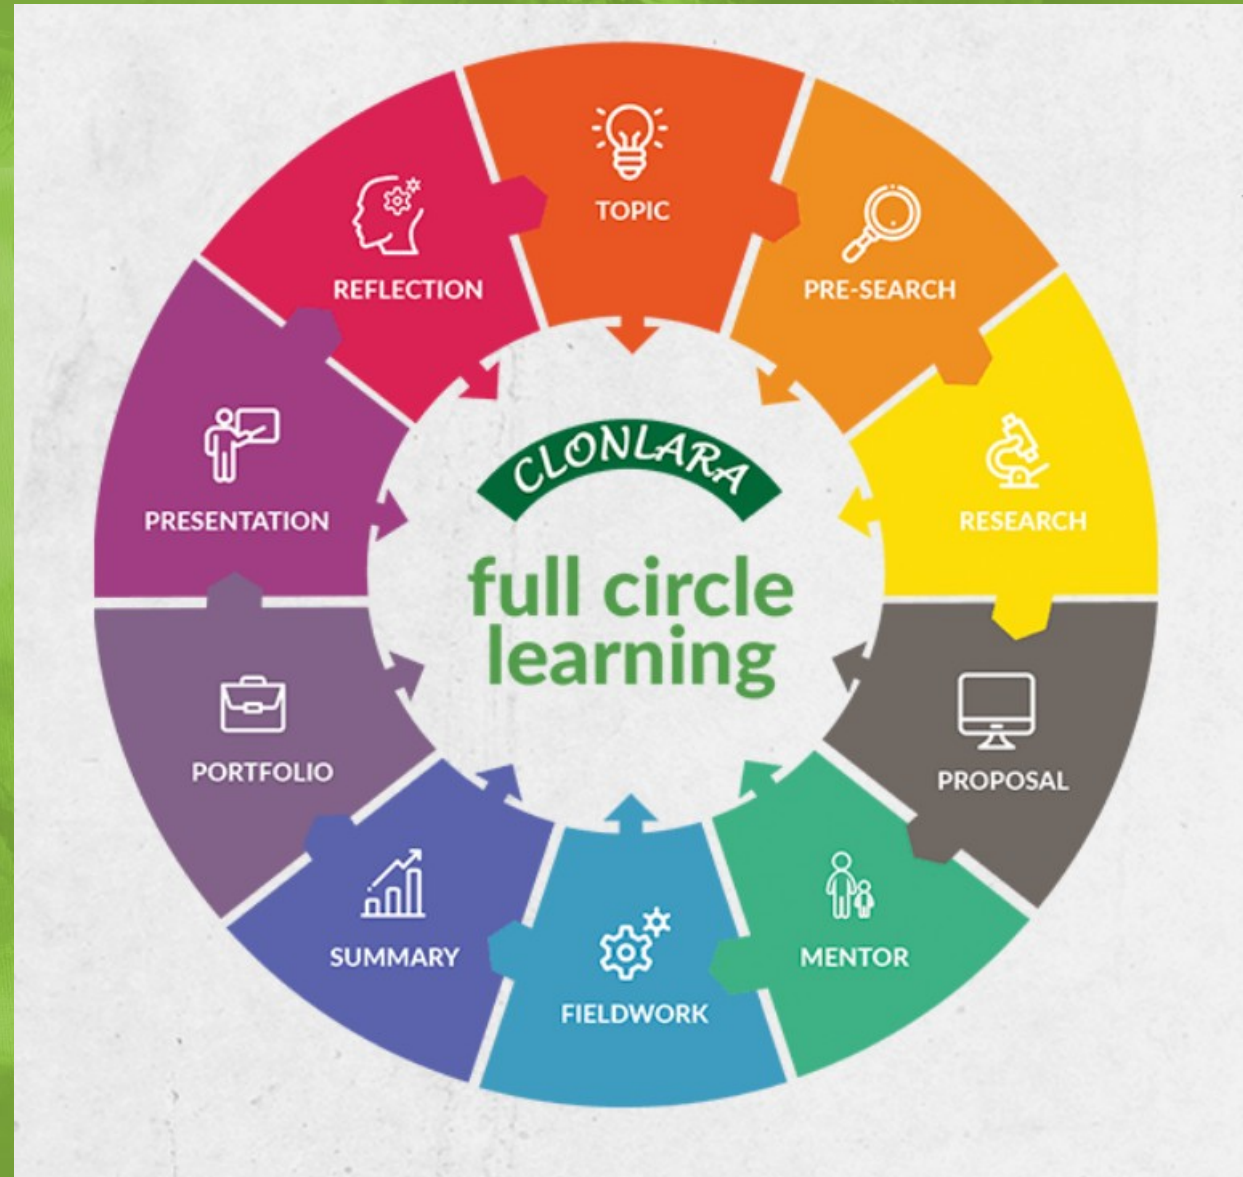 TOPIC
PRE-SEARCH
RESEARCH
PROPOSAL
MENTOR
FIELDWORK
SUMMARY
PORTFOLIO
PRESENTATION
REFLECTION
CLONLARA
full circle
learning